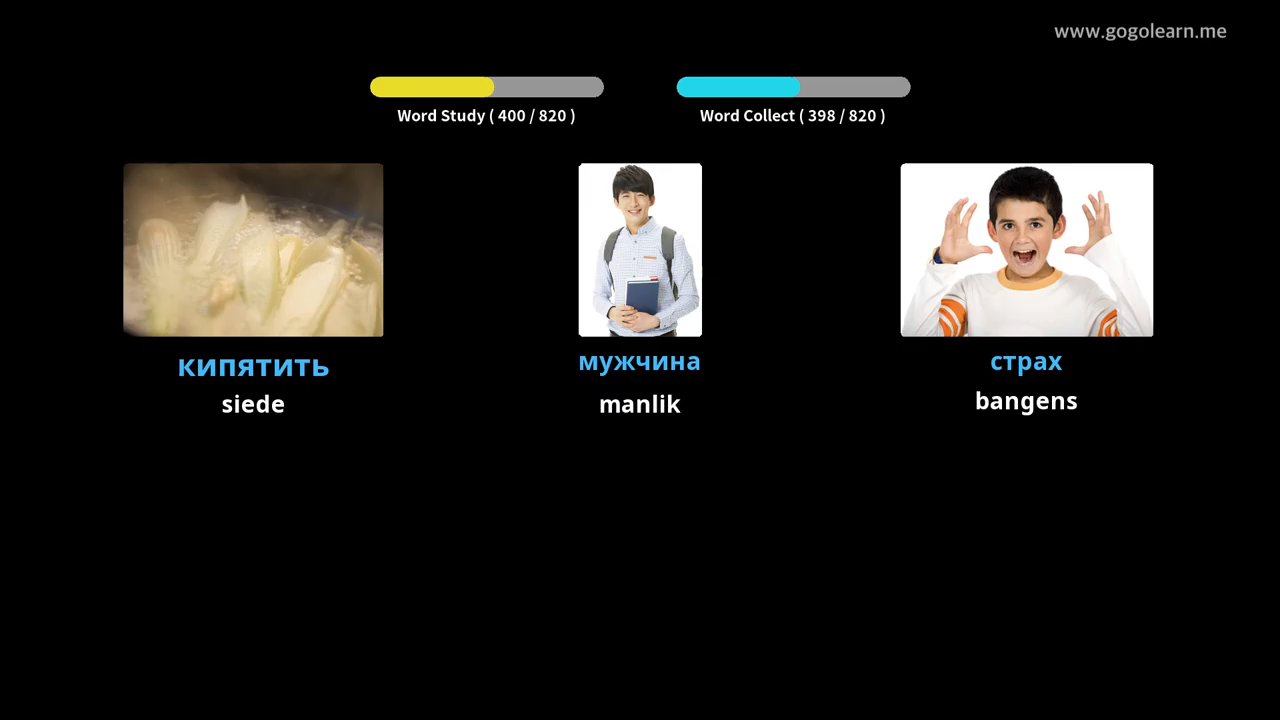 www.gogolearn.me
Word Study ( 400 / 820 )
Word Collect ( 398 / 820 )
кипятить
siede
мужчина
manlik
страх
bangens